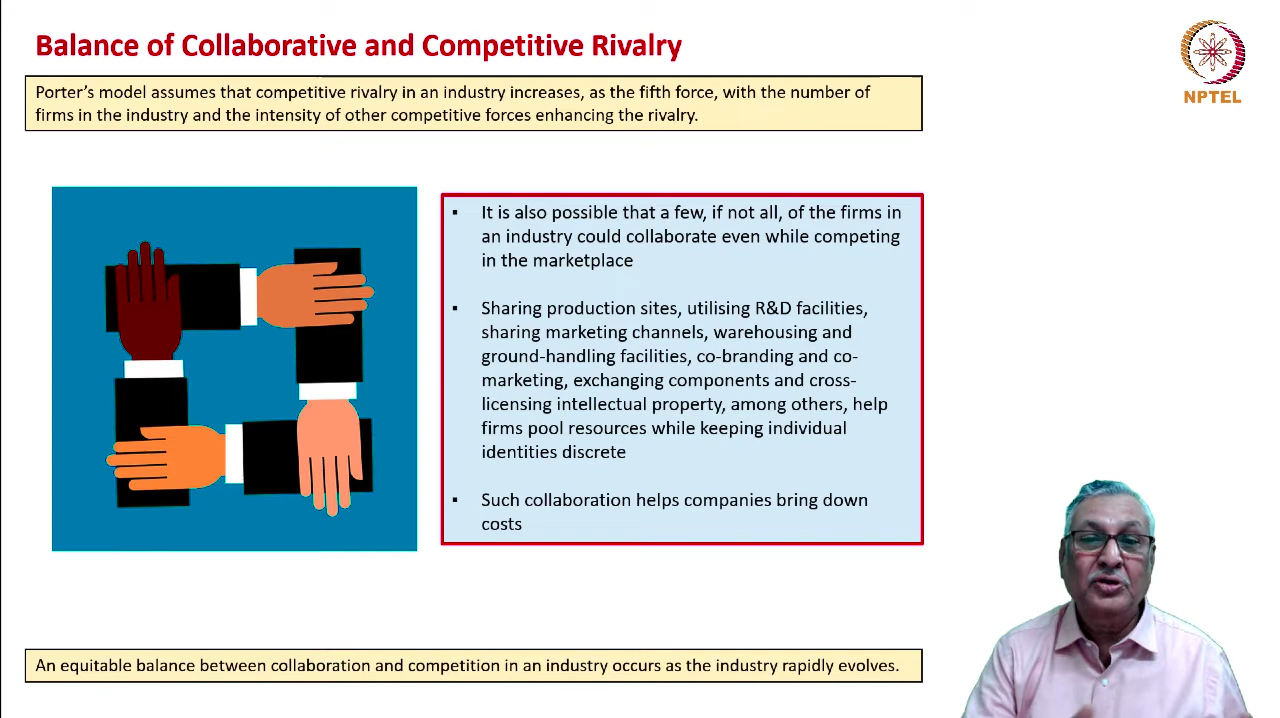 Balance of Collaborative and Competitive Rivalry
NPTEL
Porter’s model assumes that competitive rivalry in an industry increases, as the fifth force, with the number of
firms in the industry and the intensity of other competitive forces enhancing the rivalry.
▪ It is also possible that a few, if not all, of the firms in
an industry could collaborate even while competing
in the marketplace
▪ Sharing production sites, utilising R&D facilities,
sharing marketing channels, warehousing and
ground-handling facilities, co-branding and co-
marketing, exchanging components and cross-
licensing intellectual property, among others, help
firms pool resources while keeping individual
identities discrete
▪ Such collaboration helps companies bring down
costs
An equitable balance between collaboration and competition in an industry occurs as the industry rapidly evolves.